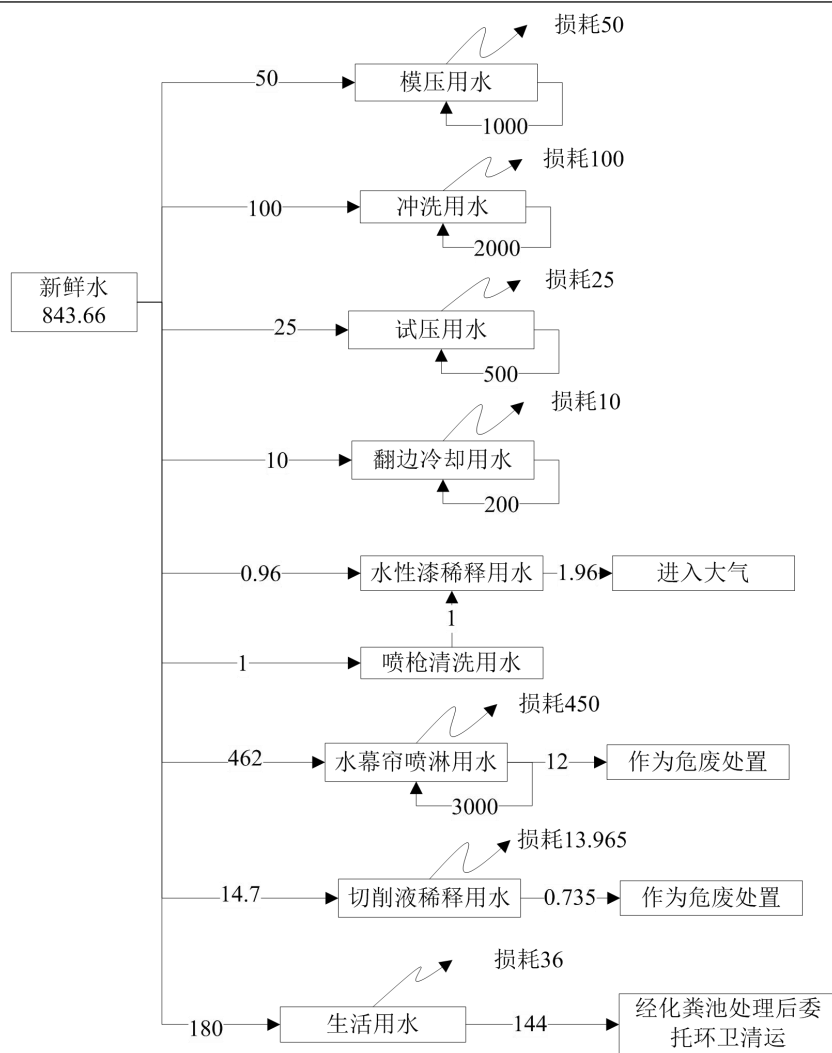 损耗50
50
模压用水
1000
损耗100
100
冲洗用水
2000
新鲜水
843.66
损耗25
25
试压用水
500
损耗10
10
翻边冷却用水
200
0.96
水性漆稀释用水
1.96
进入大气
1
1
喷枪清洗用水
损耗450
462
水幕帘喷淋用水
12
作为危废处置
3000
损耗13.965
14.7
切削液稀释用水
0.735
作为危废处置
损耗36
180
生活用水
144
经化粪池处理后委
托环卫清运